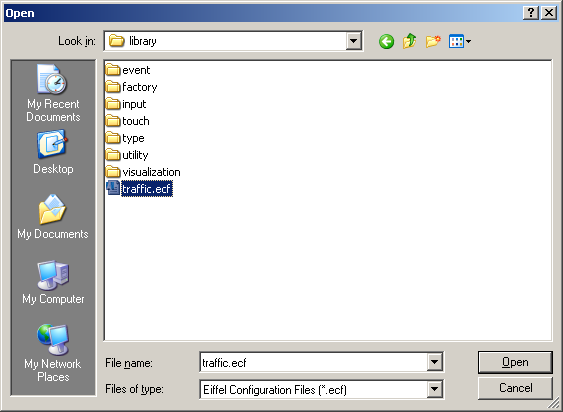 Open
Look in: library
My Recent
Documents
Desktop
My Documents
My Computer
My Network
Places
event
factory
input
touch
type
utility
visualization
traffic.ecf
File name: traffic.ecf Open
Files of type: Eiffel Configuration Files (*.ecf) Cancel